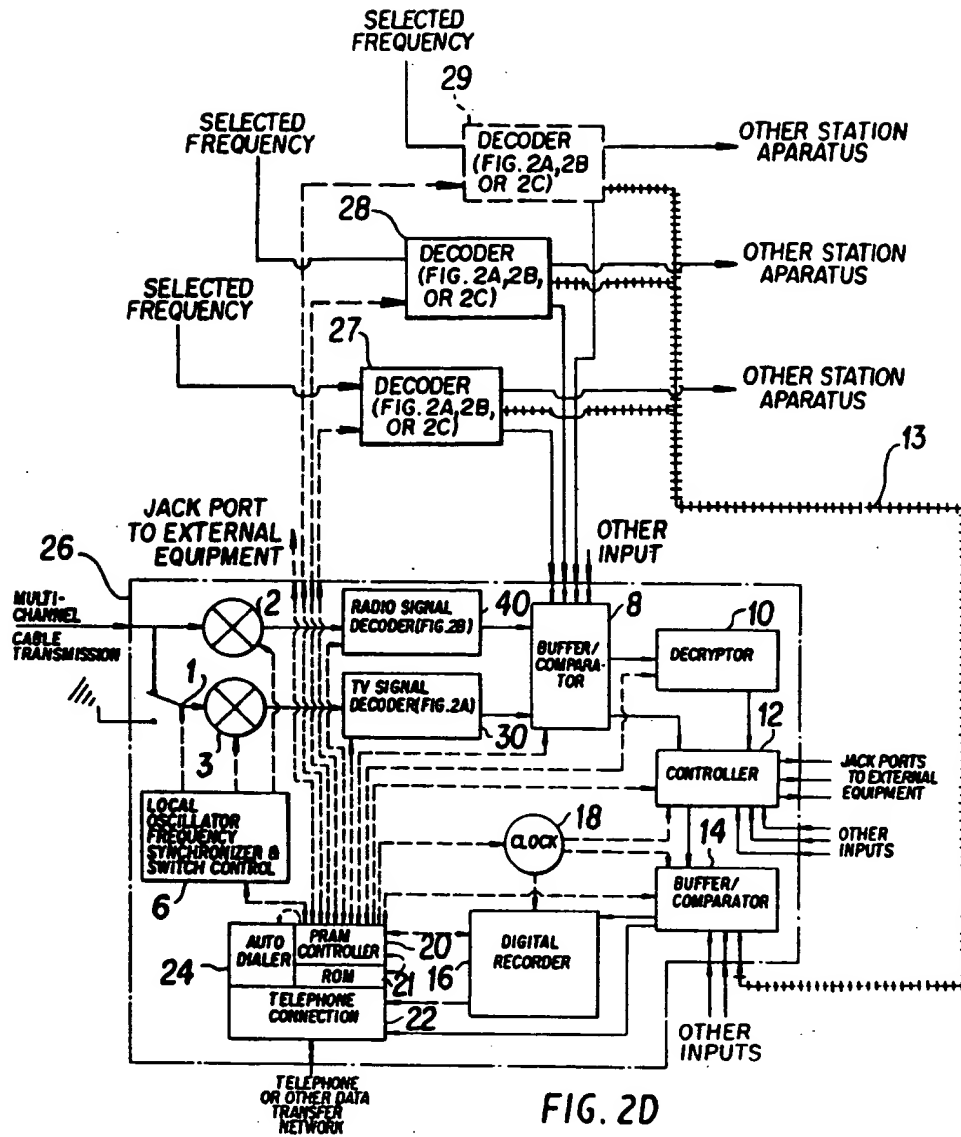 SELECTED
FREQUENCY
29
SELECTED
FREQUENCY
DECODER
(FIG. 2A, 2B
OR 2C)
OTHER STATION
APARATUS
28
DECODER
(FIG. 2A, 2B,
OR 2C)
OTHER STATION
APARATUS
SELECTED
FREQUENCY
27
DECODER
(FIG. 2A, 2B,
OR 2C)
OTHER STATION
APARATUS
13
JACK PORT
TO EXTERNAL
EQUIPMENT
OTHER
INPUT
26
MULTI-
CHANNEL
CABLE
TRANSMISSION
2
RADIO SIGNAL
DECODER (FIG. 2B)
40
8
BUFFER/
COMPARA-
TOR
10
DECRYPTOR
1
3
TV SIGNAL
DECODER (FIG. 2A)
30
12
CONTROLLER
JACK PORTS
TO EXTERNAL
EQUIPMENT
OTHER
INPUTS
LOCAL
OSCILLATOR
FREQUENCY
SYNCHRONIZER &
SWITCH CONTROL
6
18
CLOCK
14
BUFFER/
COMPARATOR
24
AUTO
DIALER
PRAM
CONTROLLER
20
ROM
21
16
DIGITAL
RECORDER
TELEPHONE
CONNECTION
22
OTHER
INPUTS
TELEPHONE
OR OTHER DATA
TRANSFER
NETWORK
FIG. 2D